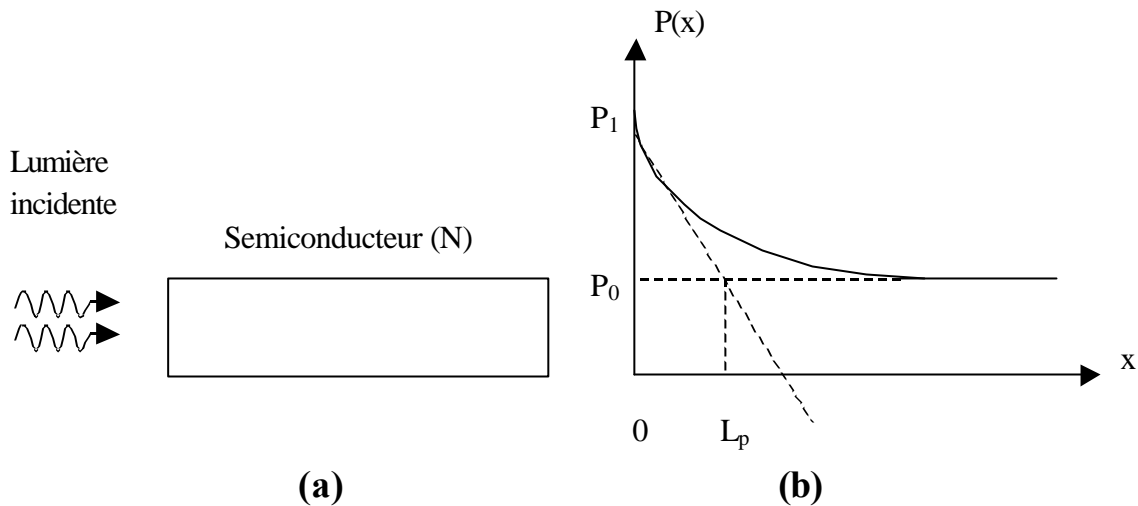 Lumière
incidente
Semiconducteur (N)
(a)
P(x)
P₁
P₀
x
0
Lₚ
(b)